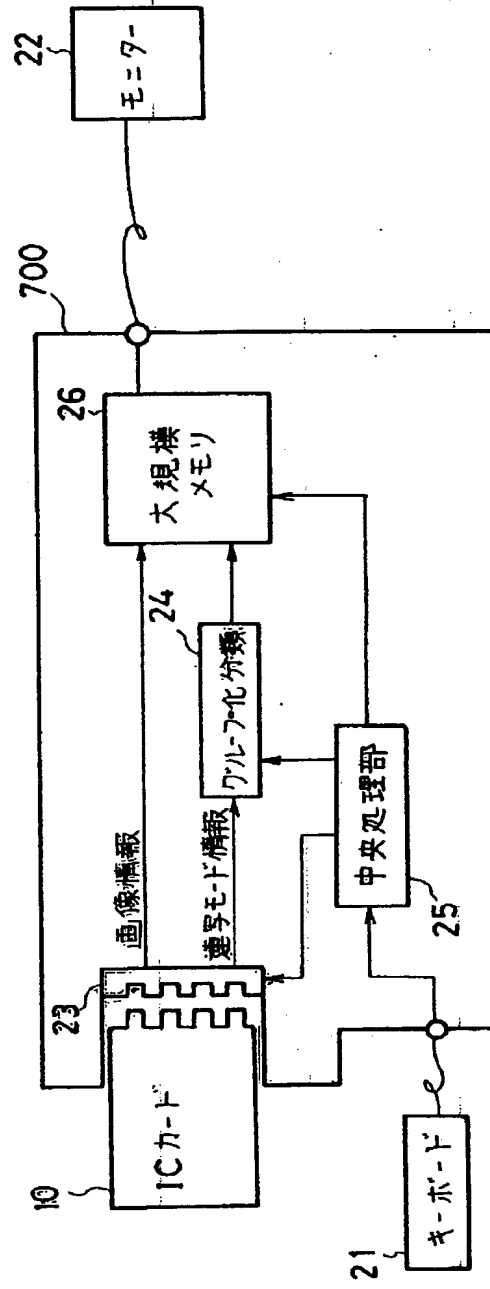 22
モニター
700
26
大規模
メモリ
24
グループ化分類
画像情報
連写モード情報
23
中央処理部
25
10
ICカード
21
キーボード